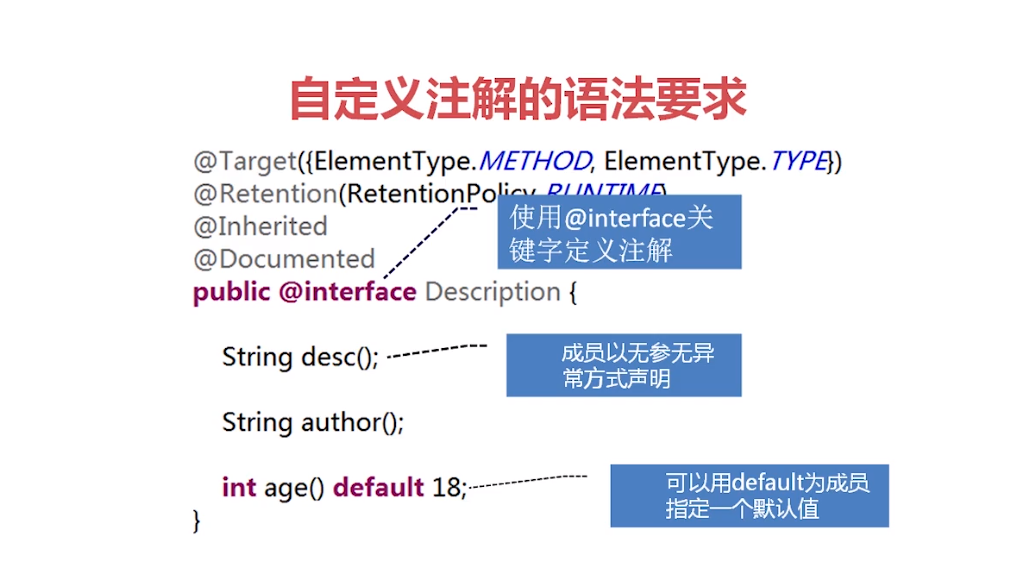 自定义注解的语法要求
@Target({ElementType.METHOD, ElementType.TYPE})
@Retention(RetentionPolicy.RUNTIME)
@Inherited
@Documented
public @interface Description {
使用@interface关
键字定义注解
String desc();
成员以无参无异
常方式声明
String author();
int age() default 18;
可以用default为成员
指定一个默认值
}